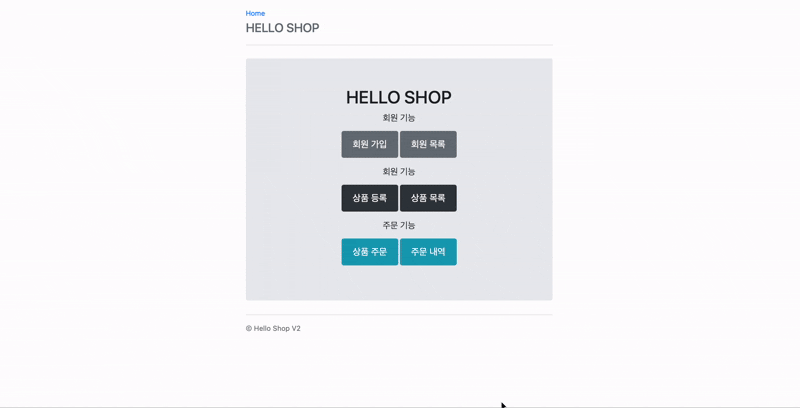 Home
HELLO SHOP
HELLO SHOP
회원 기능
회원 가입 회원 목록
회원 기능
상품 등록 상품 목록
주문 기능
상품 주문 주문 내역
© Hello Shop V2